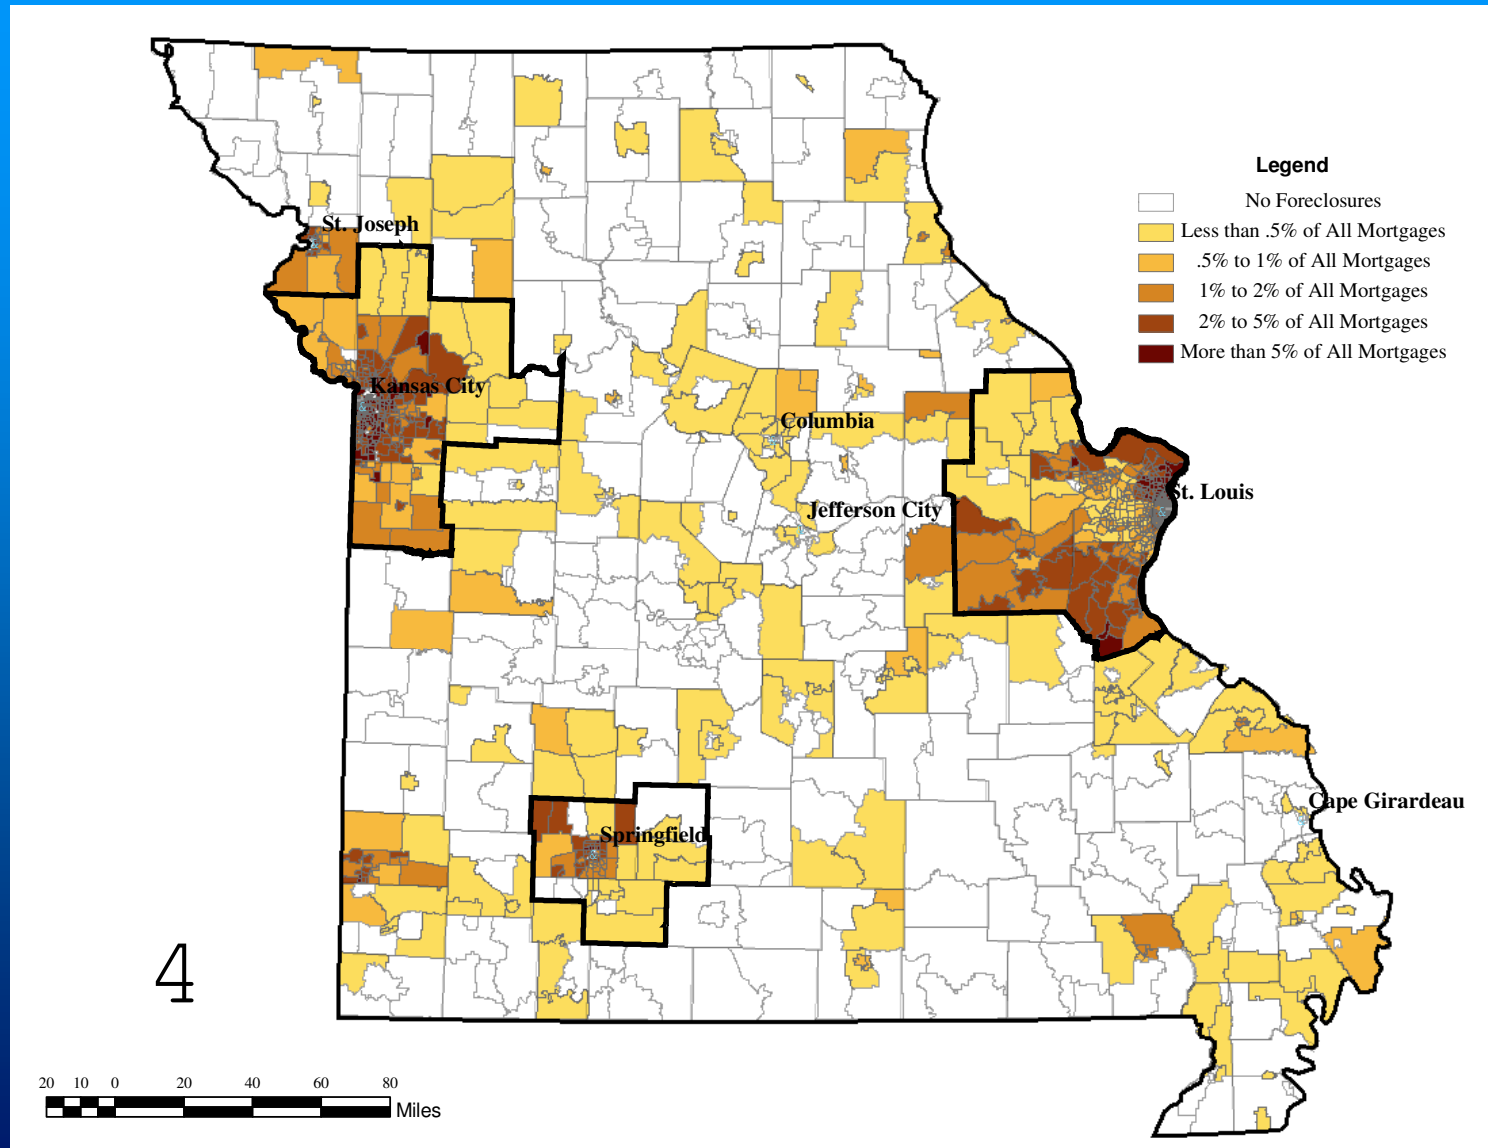 Legend
No Foreclosures
Less than .5% of All Mortgages
.5% to 1% of All Mortgages
1% to 2% of All Mortgages
2% to 5% of All Mortgages
More than 5% of All Mortgages
St. Joseph
Kansas City
Columbia
St. Louis
Jefferson City
Cape Girardeau
Springfield
4
20 10 0 20 40 60 80
Miles